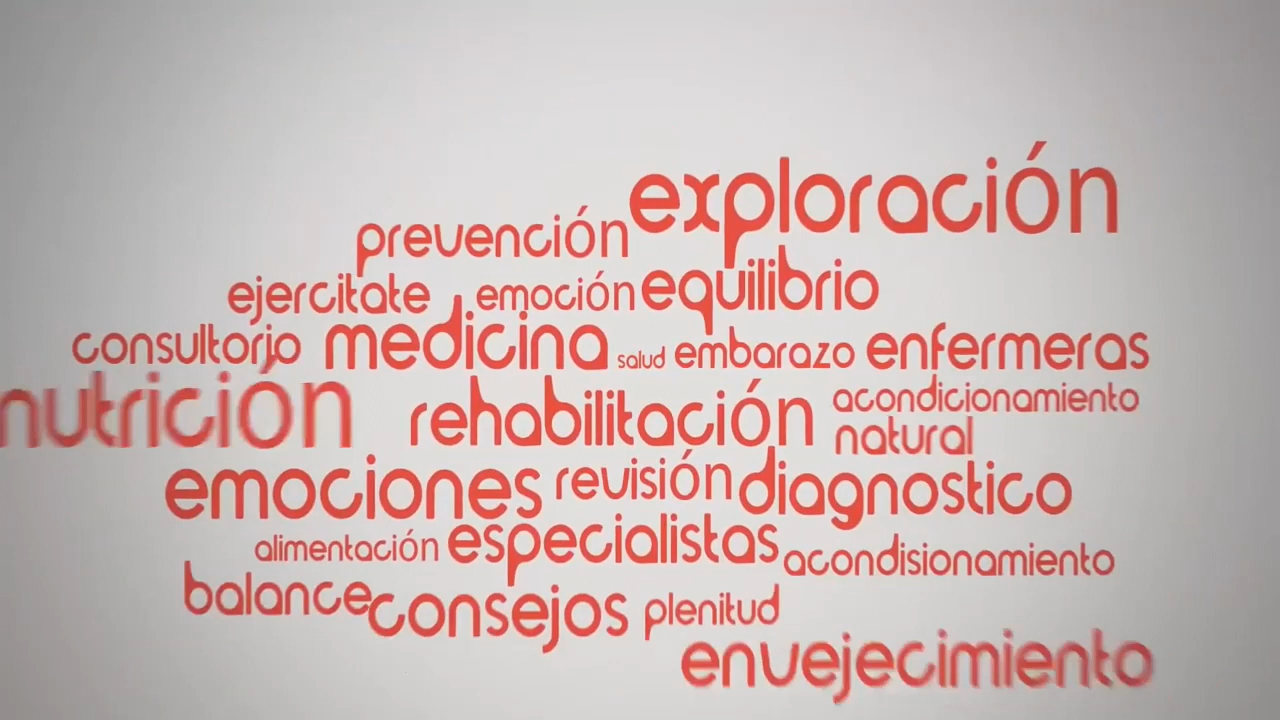 exploración
prevención
ejercitate emoción equilibrio
consultorio medicina salud embarazo enfermeras
nutrición rehabilitación acondicionamiento
natural
emociones revisión diagnostico
alimentación especialistas acondisionamiento
balance consejos plenitud
envejecimiento